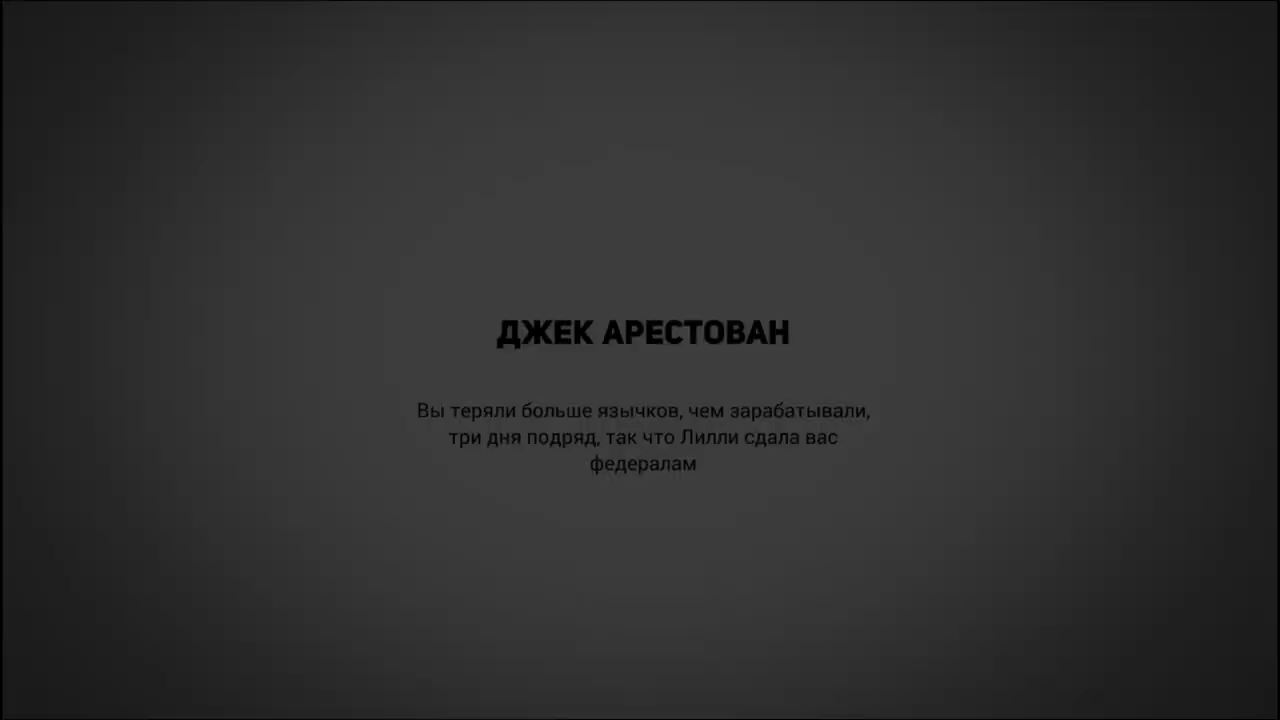 ДЖЕК АРЕСТОВАН
Вы теряли больше язычков, чем зарабатывали,
три дня подряд, так что Лилли сдала вас
федералам